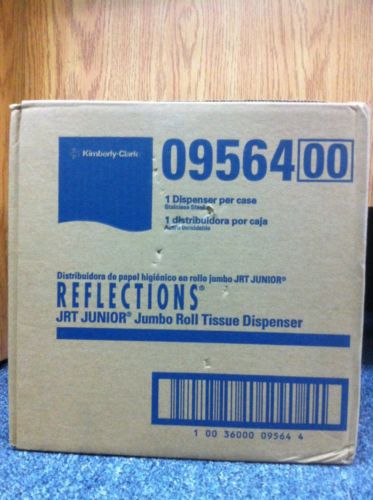 Kimberly-Clark
09564 00
1 Dispenser per case
Stainless Steel
1 distribuidora por caja
Acero Inoxidable
Distribuidora de papel higiónico en rollo jumbo JRT JUNIOR®
REFLECTIONS®
JRT JUNIOR® Jumbo Roll Tissue Dispenser
1 00 36000 09564 4